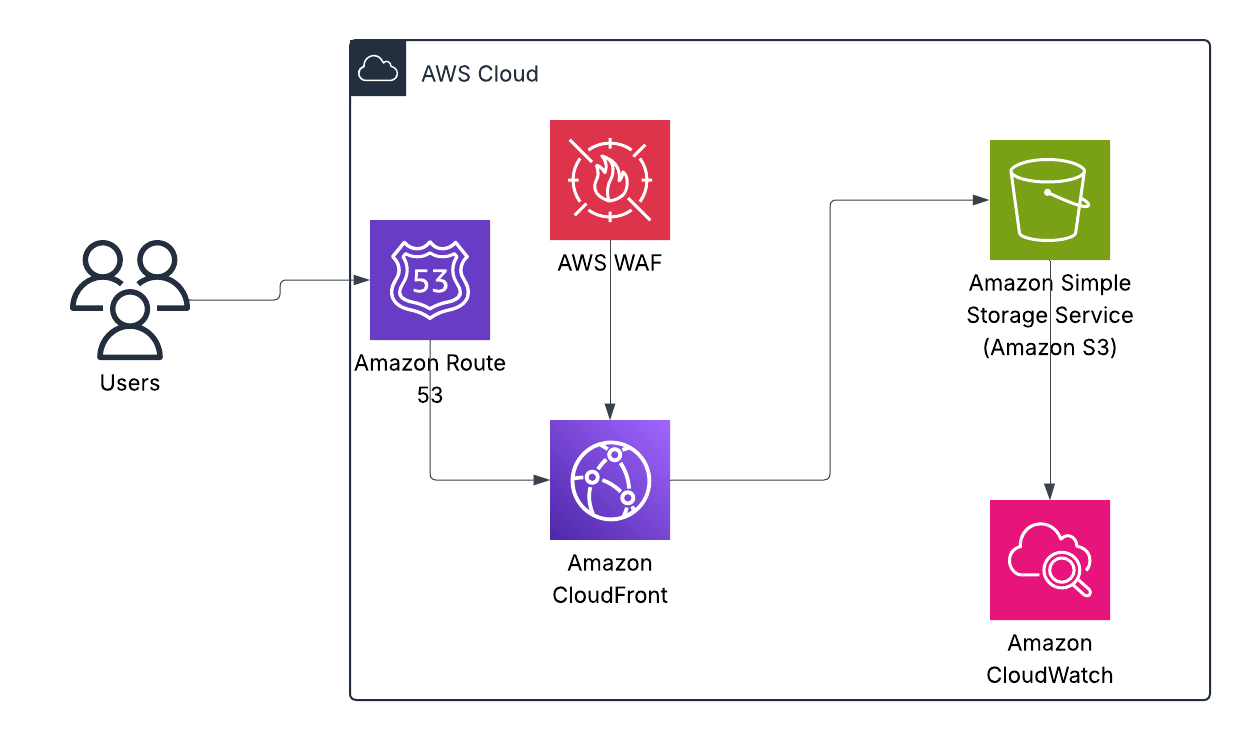 AWS Cloud
AWS WAF
53
Amazon Simple
Storage Service
(Amazon S3)
Amazon Route
53
Users
Amazon
CloudFront
Amazon
CloudWatch